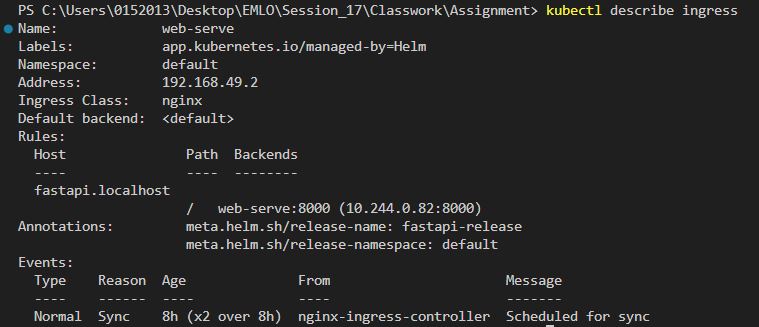 PS C:\Users\0152013\Desktop\EMLO\Session_17\Classwork\Assignment> kubectl describe ingress
Name:             web-serve
Labels:           app.kubernetes.io/managed-by=Helm
Namespace:        default
Address:          192.168.49.2
Ingress Class:    nginx
Default backend:  <default>
Rules:
  Host               Path  Backends
  ----               ----  --------
  fastapi.localhost
                     /   web-serve:8000 (10.244.0.82:8000)
Annotations:         meta.helm.sh/release-name: fastapi-release
                     meta.helm.sh/release-namespace: default
Events:
  Type    Reason  Age                From                      Message
  ----    ------  ----               ----                      -------
  Normal  Sync    8h (x2 over 8h)  nginx-ingress-controller  Scheduled for sync